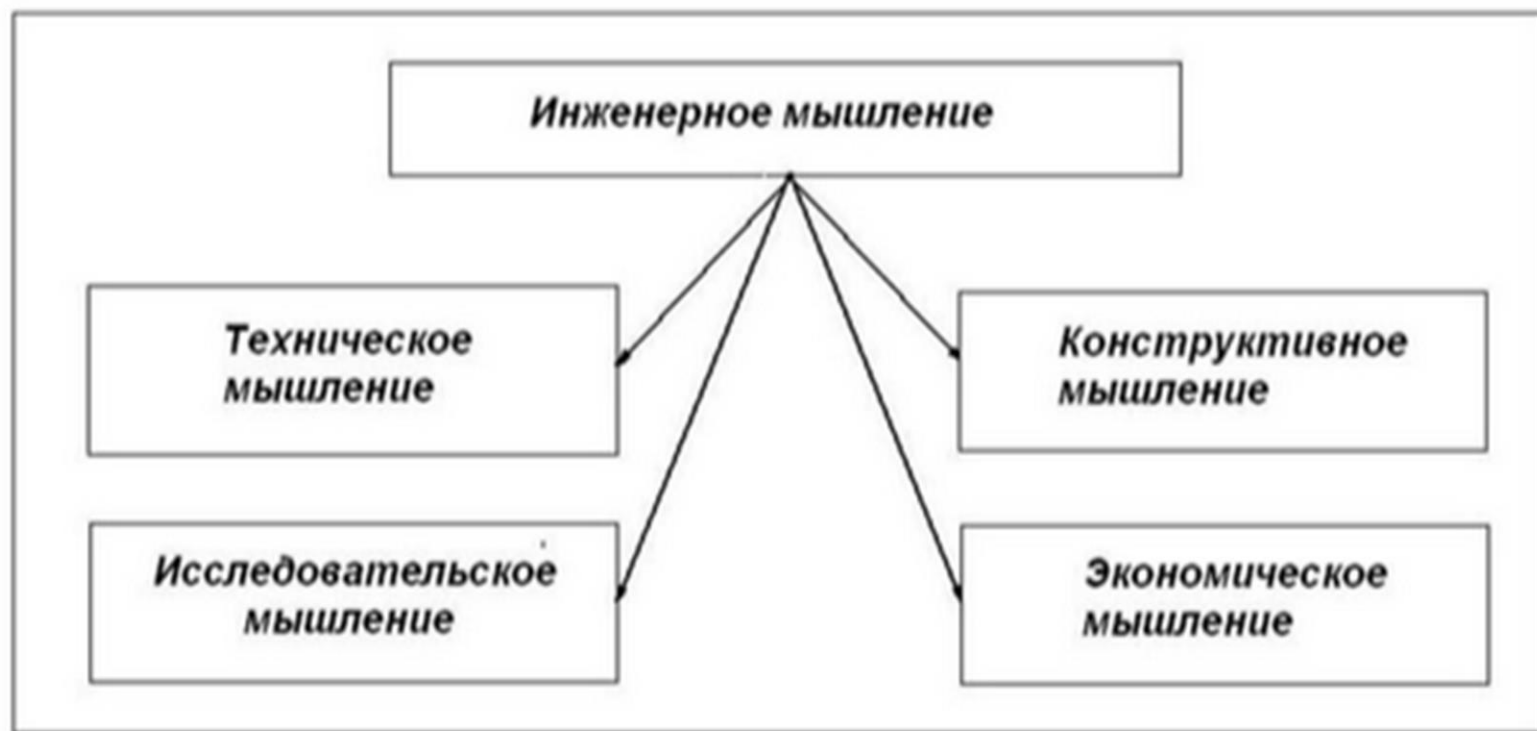 Инженерное мышление
Техническое
мышление
Конструктивное
мышление
Исследовательское
мышление
Экономическое
мышление